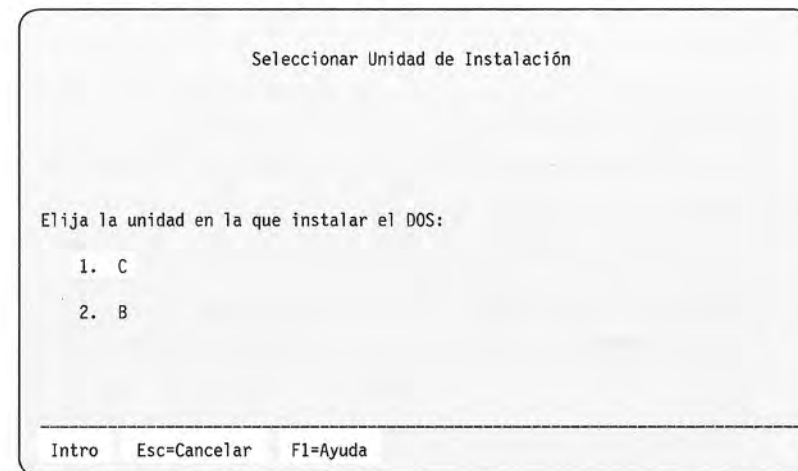 Seleccionar Unidad de Instalación
Elija la unidad en la que instalar el DOS:
1. C
2. B
Intro Esc=Cancelar F1=Ayuda